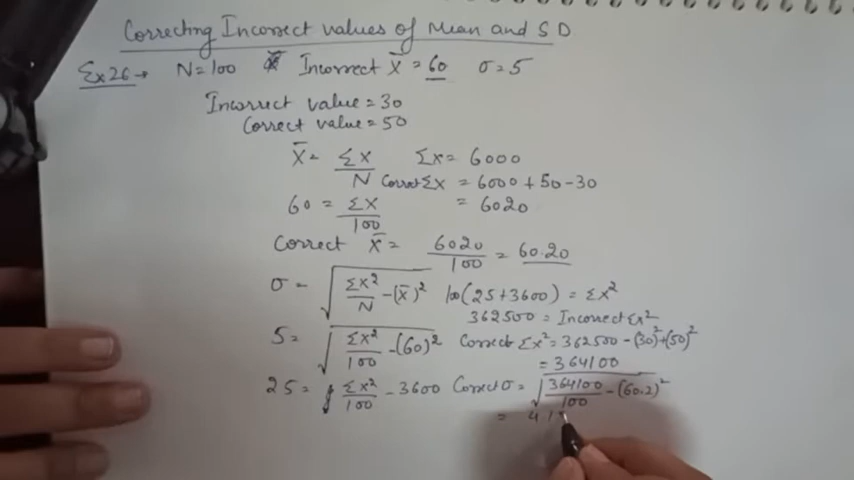 Correcting Incorrect values of Mean and SD
Ex 26→ N=100 Incorrect X̄ = 60 σ=5
Incorrect value = 30
Correct value = 50
X̄ = ΣX/N ΣX = 6000
Correct ΣX = 6000 + 50 - 30
60 = ΣX/100 = 6020
Correct X̄ = 6020/100 = 60.20
σ = √(ΣX²/N - (X̄)²) 100(25+3600) = ΣX²
362500 = Incorrect ΣX²
5 = √(ΣX²/100 - (60)²) Correct ΣX² = 362500 - (30)² + (50)²
= 364100
25 = ΣX²/100 - 3600 Correct σ = √(364100/100 - (60.2)²)
= 4.1